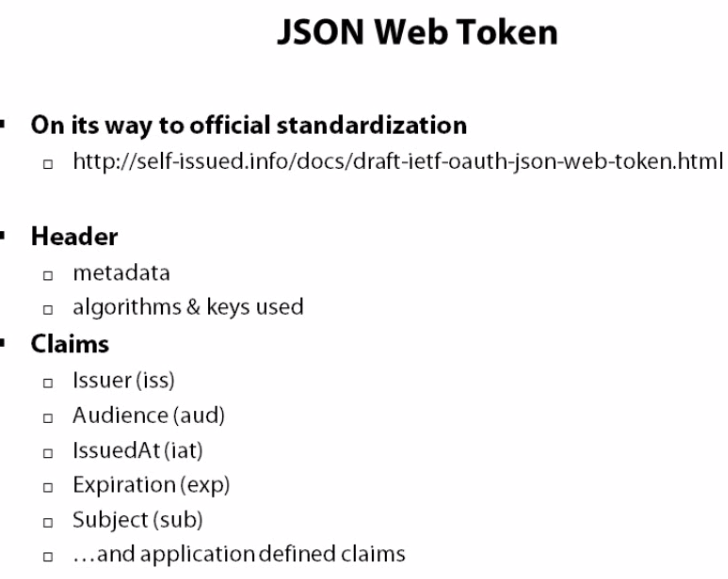 JSON Web Token
On its way to official standardization
http://self-issued.info/docs/draft-ietf-oauth-json-web-token.html
Header
metadata
algorithms & keys used
Claims
Issuer (iss)
Audience (aud)
IssuedAt (iat)
Expiration (exp)
Subject (sub)
…and application defined claims